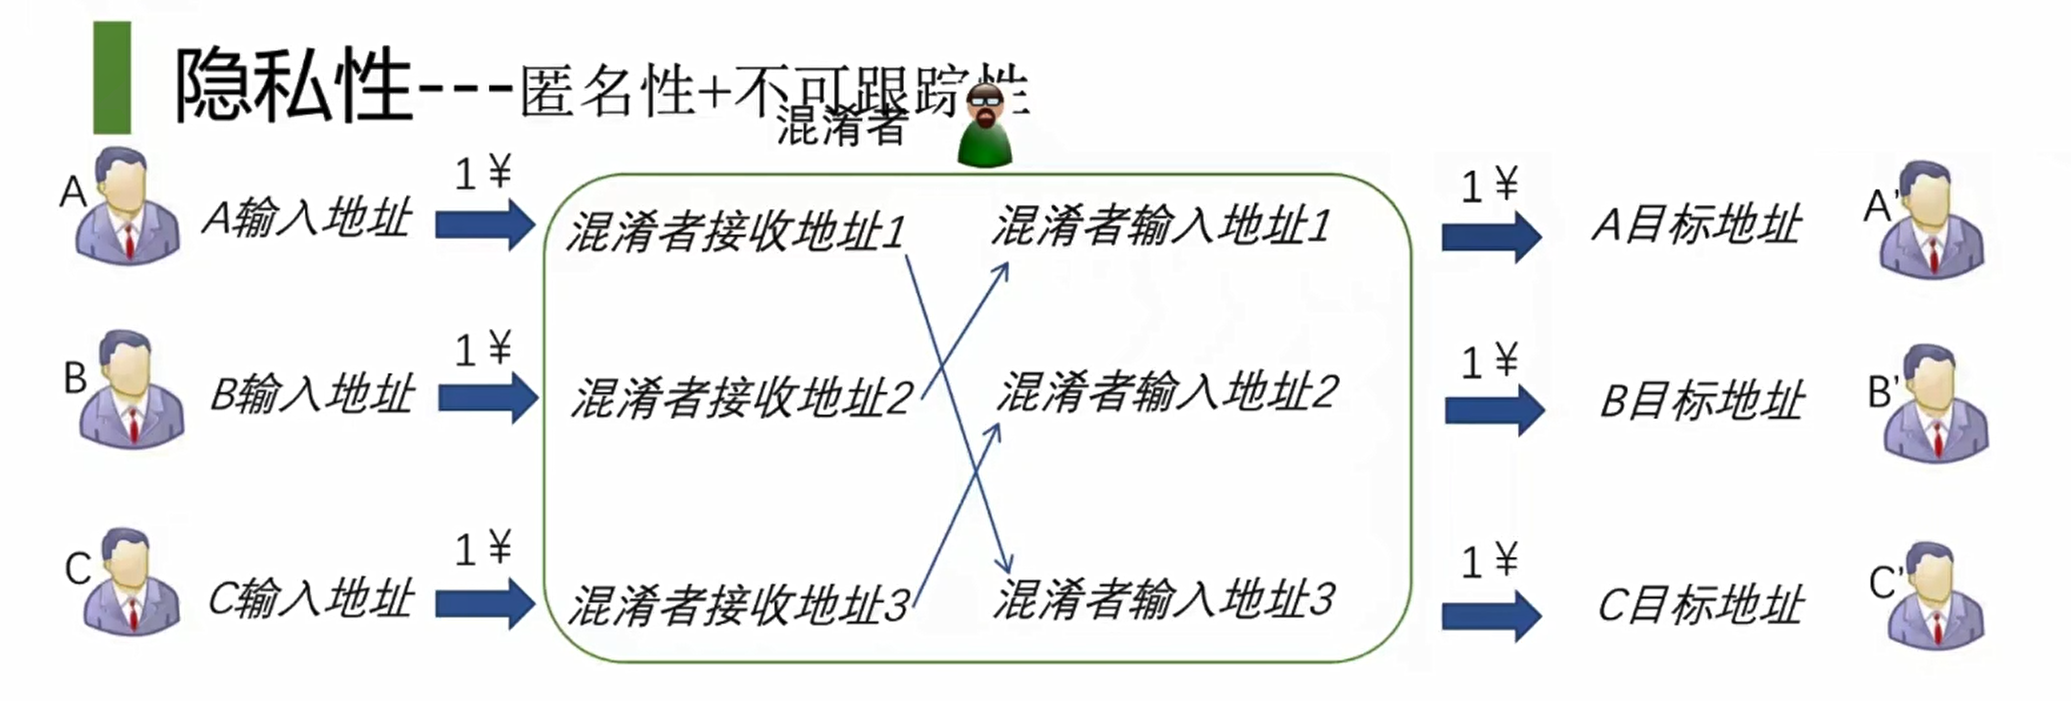 隐私性---匿名性+不可跟踪性
混淆者
A
A输入地址
1¥
混淆者接收地址1
混淆者输入地址1
1¥
A目标地址
A'
B
B输入地址
1¥
混淆者接收地址2
混淆者输入地址2
1¥
B目标地址
B'
C
C输入地址
1¥
混淆者接收地址3
混淆者输入地址3
1¥
C目标地址
C'